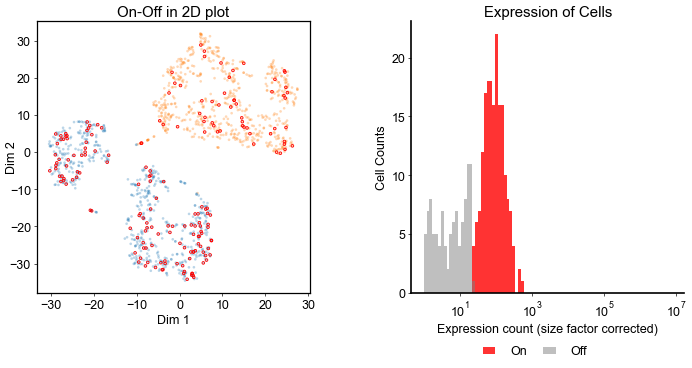 On-Off in 2D plot
Dim 2
30
20
10
0
−10
−20
−30
−30 −20 −10 0 10 20 30
Dim 1
Expression of Cells
Cell Counts
20
15
10
5
0
10^1 10^3 10^5 10^7
Expression count (size factor corrected)
On Off